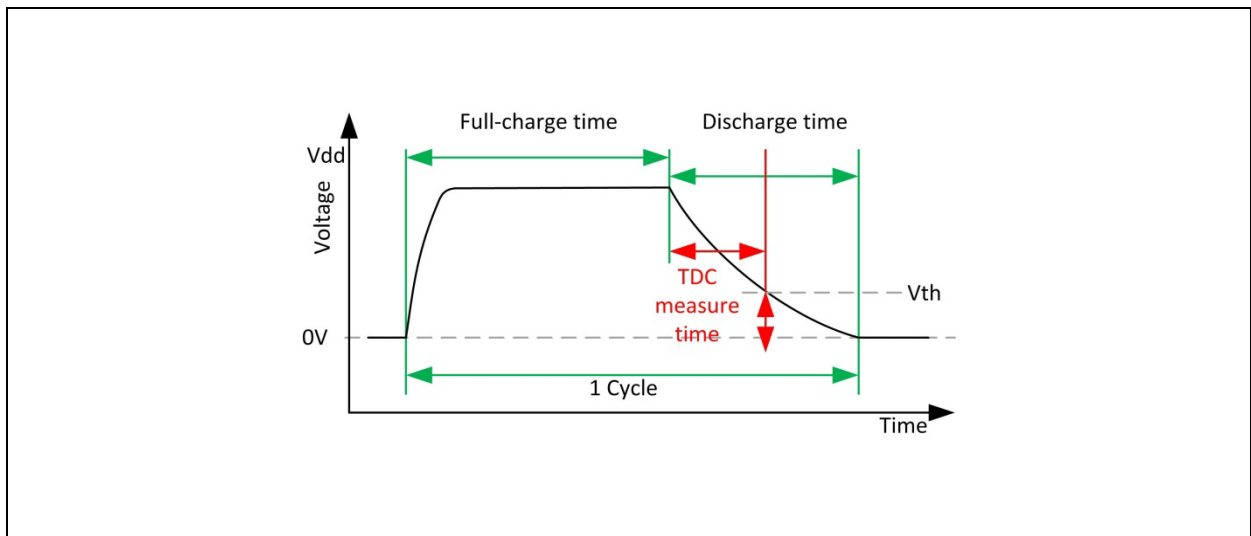 Full-charge time
Discharge time
Vdd
Voltage
TDC
measure
time
Vth
0V
1 Cycle
Time